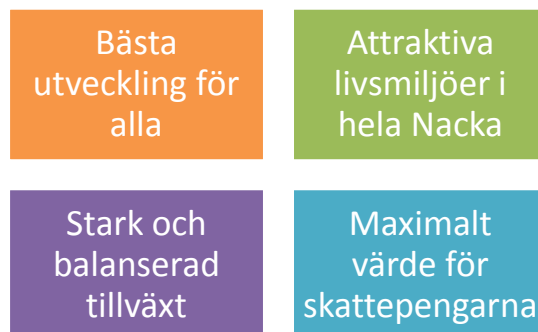 Bästa
utveckling för
alla
Attraktiva
livsmiljöer i
hela Nacka
Stark och
balanserad
tillväxt
Maximalt
värde för
skattepengarna